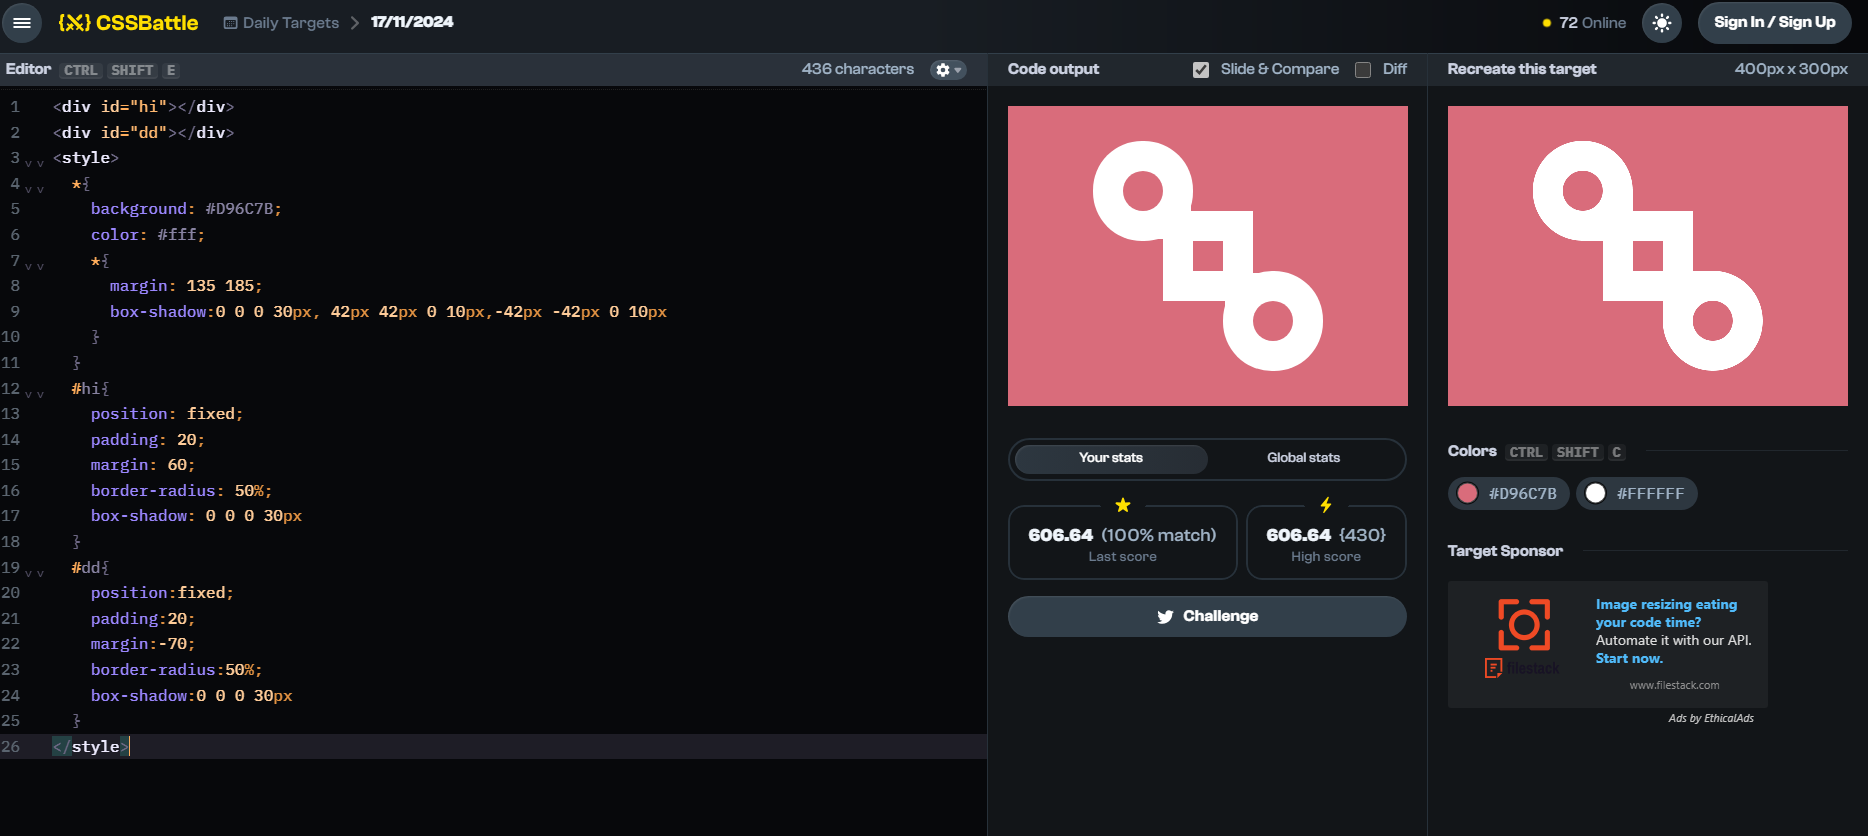 CSSBattle
Daily Targets > 17/11/2024
72 Online
Sign In / Sign Up
Editor CTRL SHIFT E
436 characters
Code output
Slide & Compare
Diff
Recreate this target
400px x 300px
1 <div id="hi"></div>
2 <div id="dd"></div>
3 <style>
4 *{
5 background: #D96C7B;
6 color: #fff;
7 *{
8 margin: 135 185;
9 box-shadow:0 0 0 30px, 42px 42px 0 10px,-42px -42px 0 10px
10 }
11 }
12 #hi{
13 position: fixed;
14 padding: 20;
15 margin: 60;
16 border-radius: 50%;
17 box-shadow: 0 0 0 30px
18 }
19 #dd{
20 position:fixed;
21 padding:20;
22 margin:-70;
23 border-radius:50%;
24 box-shadow:0 0 0 30px
25 }
26 </style>
Your stats
Global stats
606.64 (100% match)
Last score
606.64 {430}
High score
Challenge
Colors CTRL SHIFT C
#D96C7B
#FFFFFF
Target Sponsor
filestack
Image resizing eating
your code time?
Automate it with our API.
Start now.
www.filestack.com
Ads by EthicalAds